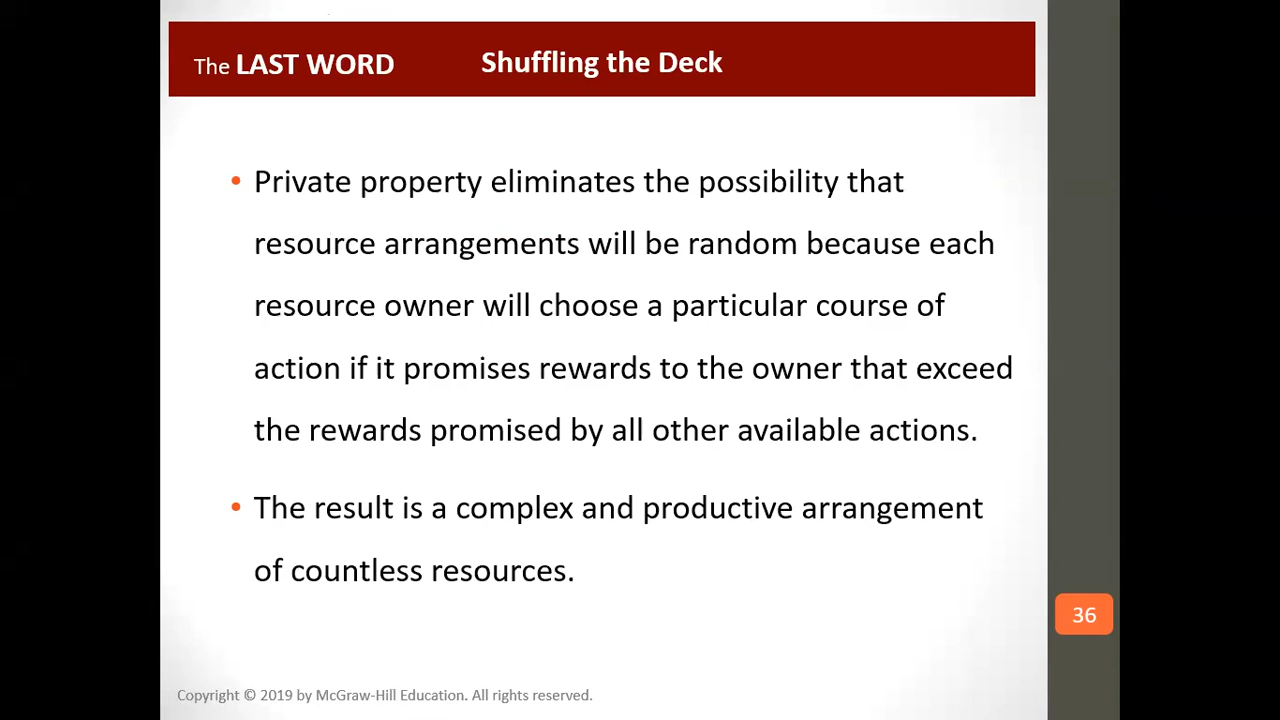 The LAST WORD Shuffling the Deck
• Private property eliminates the possibility that
resource arrangements will be random because each
resource owner will choose a particular course of
action if it promises rewards to the owner that exceed
the rewards promised by all other available actions.
• The result is a complex and productive arrangement
of countless resources.
36
Copyright © 2019 by McGraw-Hill Education. All rights reserved.